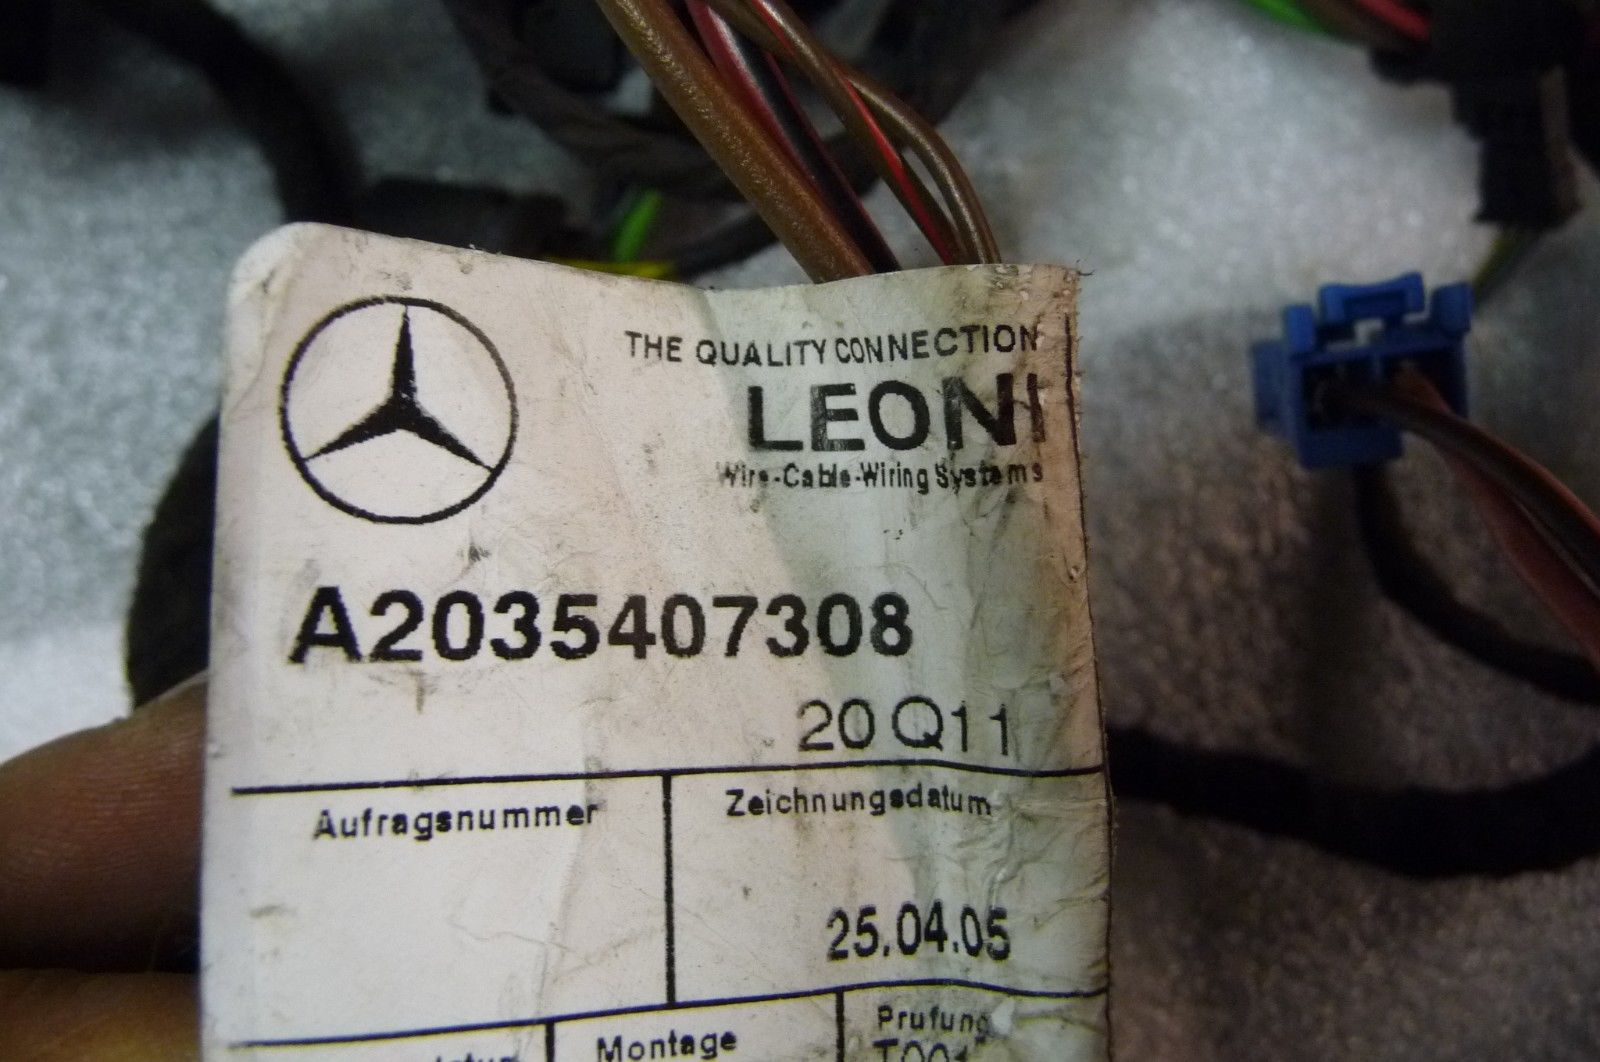 THE QUALITY CONNECTION
LEONI
Wire-Cable-Wiring Systems
A2035407308
20 Q11
Aufragsnummer
Zeichnungsdatum
25.04.05
Montage
Prufung